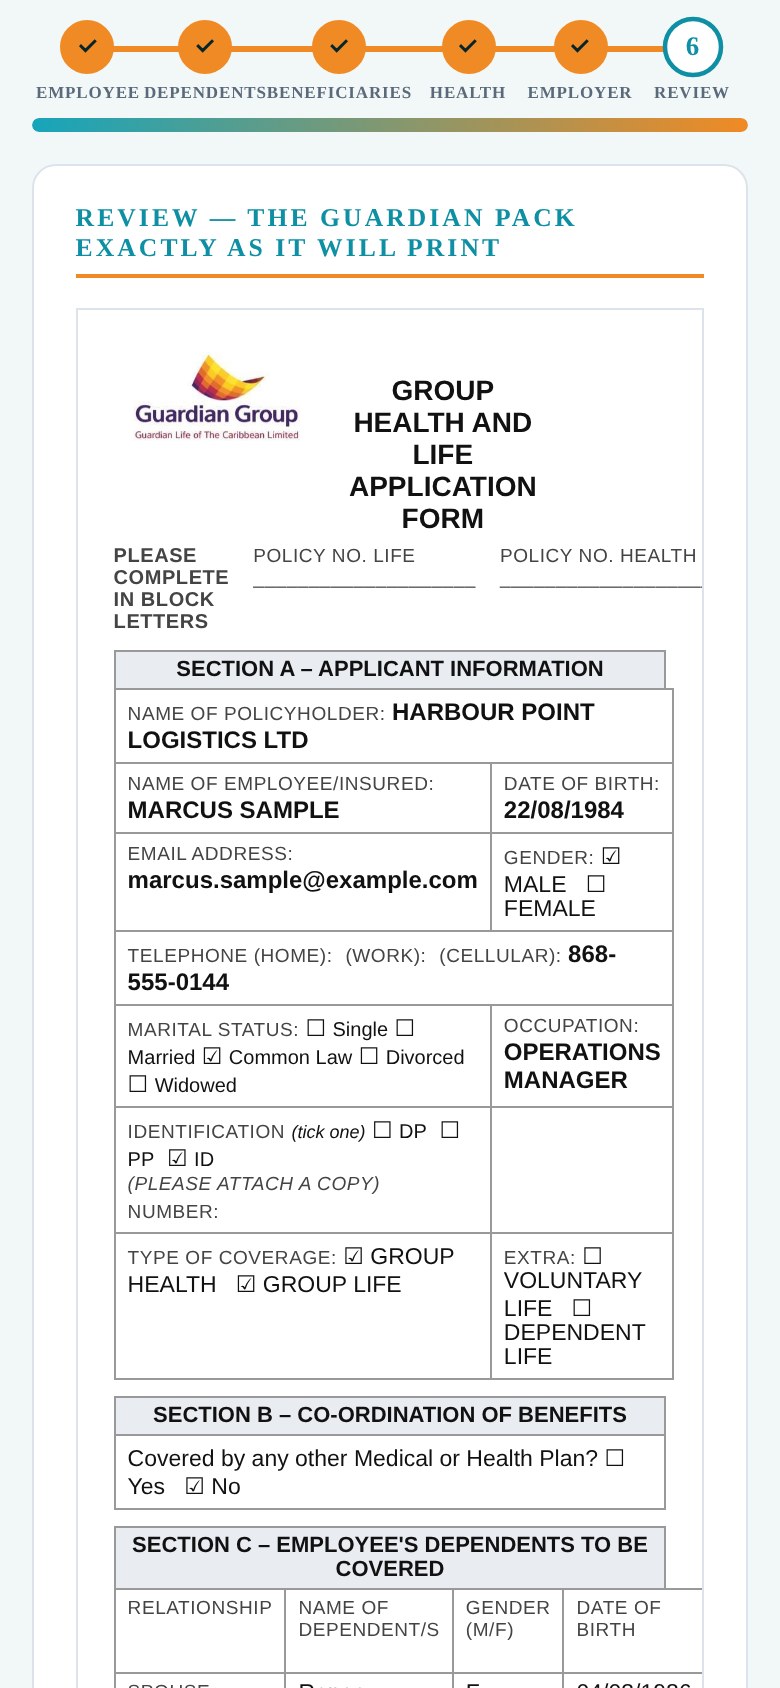 6
EMPLOYEE DEPENDENTS BENEFICIARIES HEALTH EMPLOYER REVIEW
REVIEW — THE GUARDIAN PACK
EXACTLY AS IT WILL PRINT
Guardian Group
Guardian Life of The Caribbean Limited
GROUP
HEALTH AND
LIFE
APPLICATION
FORM
PLEASE
COMPLETE
IN BLOCK
LETTERS
POLICY NO. LIFE
____________________
POLICY NO. HEALTH
___________________
SECTION A – APPLICANT INFORMATION
NAME OF POLICYHOLDER: HARBOUR POINT
LOGISTICS LTD
NAME OF EMPLOYEE/INSURED:
MARCUS SAMPLE
DATE OF BIRTH:
22/08/1984
EMAIL ADDRESS:
marcus.sample@example.com
GENDER: ☑
MALE ☐
FEMALE
TELEPHONE (HOME): (WORK): (CELLULAR): 868-
555-0144
MARITAL STATUS: ☐ Single ☐
Married ☑ Common Law ☐ Divorced
☐ Widowed
OCCUPATION:
OPERATIONS
MANAGER
IDENTIFICATION (tick one) ☐ DP ☐
PP ☑ ID
(PLEASE ATTACH A COPY)
NUMBER:
TYPE OF COVERAGE: ☑ GROUP
HEALTH ☑ GROUP LIFE
EXTRA: ☐
VOLUNTARY
LIFE ☐
DEPENDENT
LIFE
SECTION B – CO-ORDINATION OF BENEFITS
Covered by any other Medical or Health Plan? ☐
Yes ☑ No
SECTION C – EMPLOYEE'S DEPENDENTS TO BE
COVERED
RELATIONSHIP
NAME OF
DEPENDENT/S
GENDER
(M/F)
DATE OF
BIRTH
SPOUSE